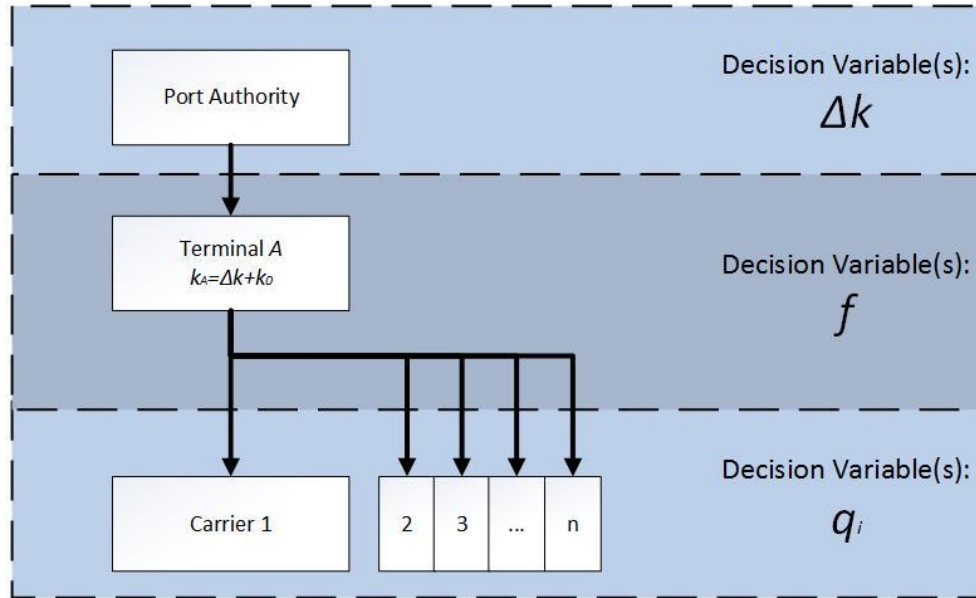 Port Authority
Decision Variable(s):
Δk
Terminal A
kA=Δk+k0
Decision Variable(s):
f
Carrier 1
2
3
...
n
Decision Variable(s):
qi